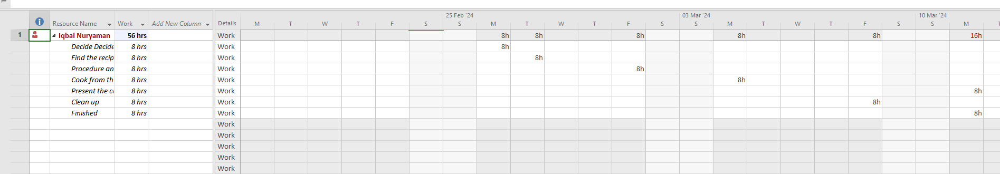 25 Feb '24 03 Mar '24 10 Mar '24
Resource Name Work Add New Column Details M T W T F S S M T W T F S S M T W T F S S M
1 Iqbal Nuryaman 56 hrs Work 8h 8h 8h 8h 8h 16h
Decide Decide 8 hrs Work 8h
Find the recip 8 hrs Work 8h
Procedure an 8 hrs Work 8h
Cook from th 8 hrs Work 8h
Present the c 8 hrs Work 8h
Clean up 8 hrs Work 8h
Finished 8 hrs Work 8h
Work
Work
Work
Work
Work